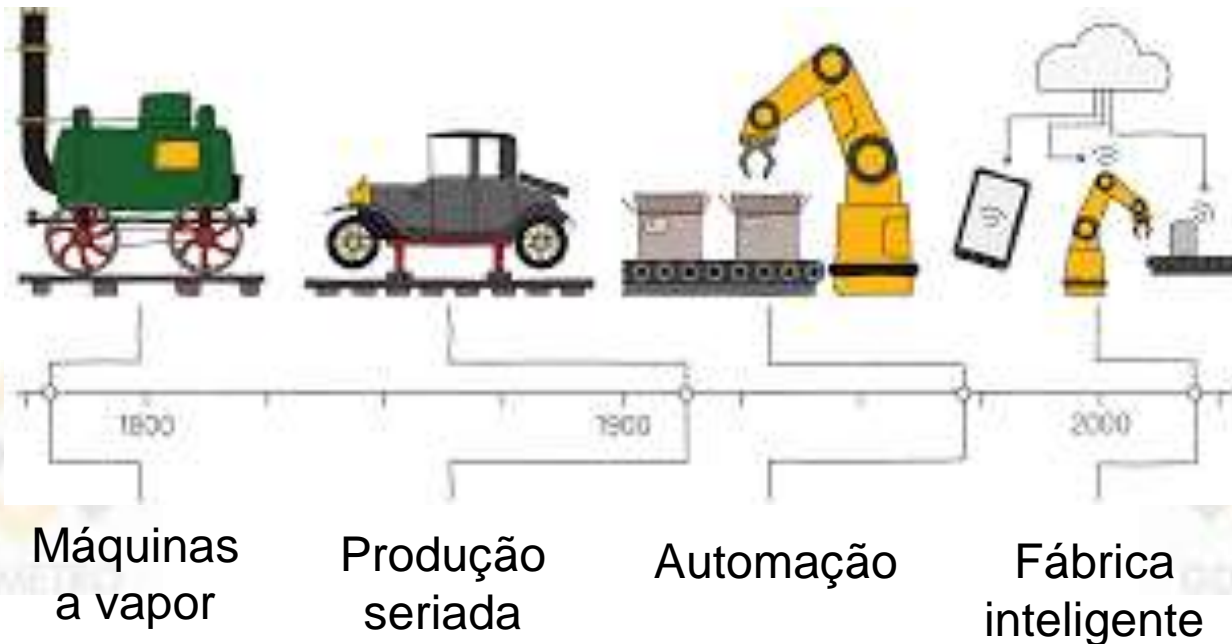 1800 1900 2000
Máquinas
a vapor
Produção
seriada
Automação
Fábrica
inteligente